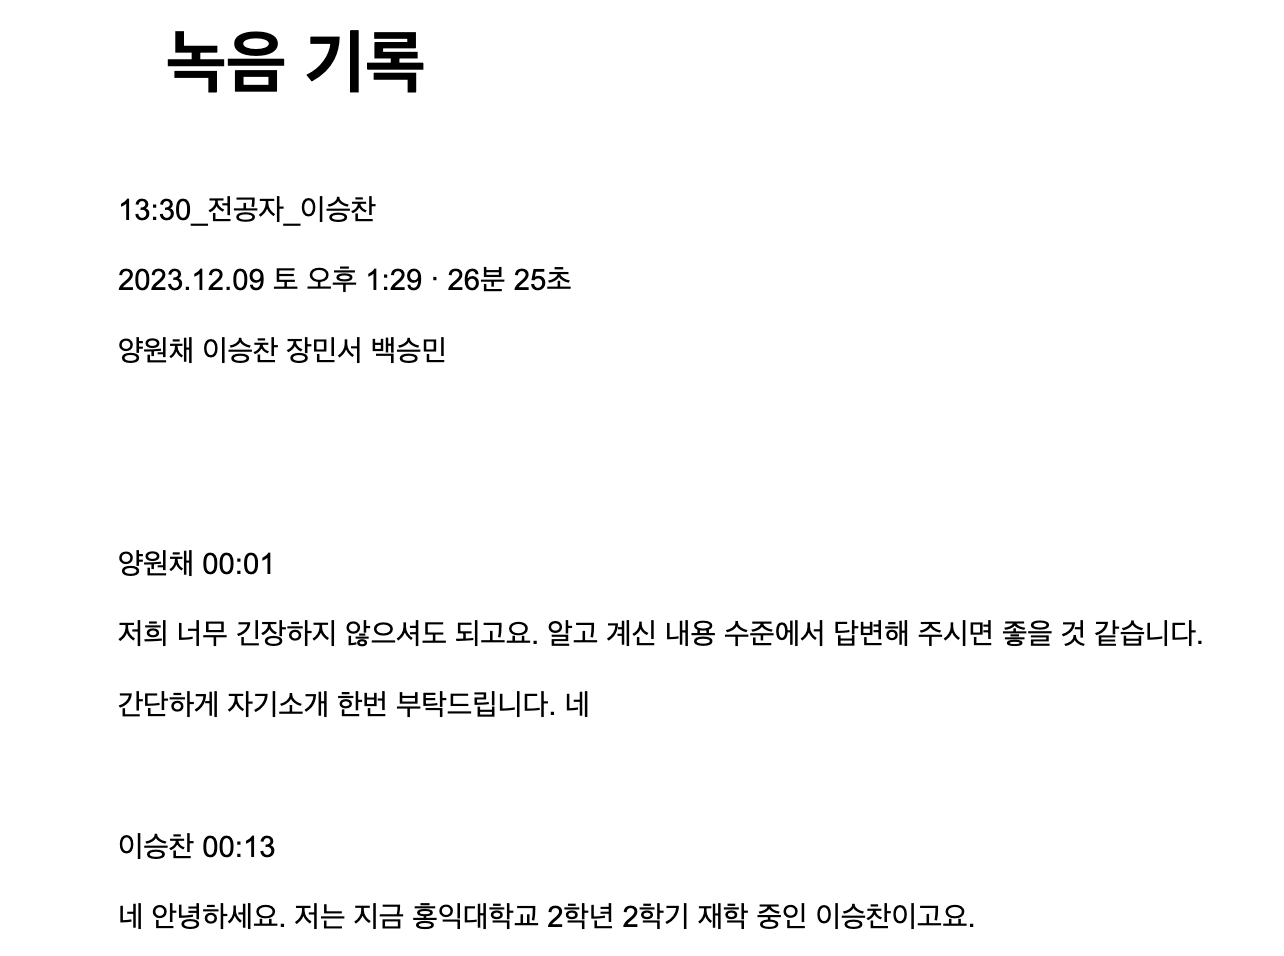 녹음 기록
13:30_전공자_이승찬
2023.12.09 토 오후 1:29 · 26분 25초
양원채 이승찬 장민서 백승민
양원채 00:01
저희 너무 긴장하지 않으셔도 되고요. 알고 계신 내용 수준에서 답변해 주시면 좋을 것 같습니다.
간단하게 자기소개 한번 부탁드립니다. 네
이승찬 00:13
네 안녕하세요. 저는 지금 홍익대학교 2학년 2학기 재학 중인 이승찬이고요.